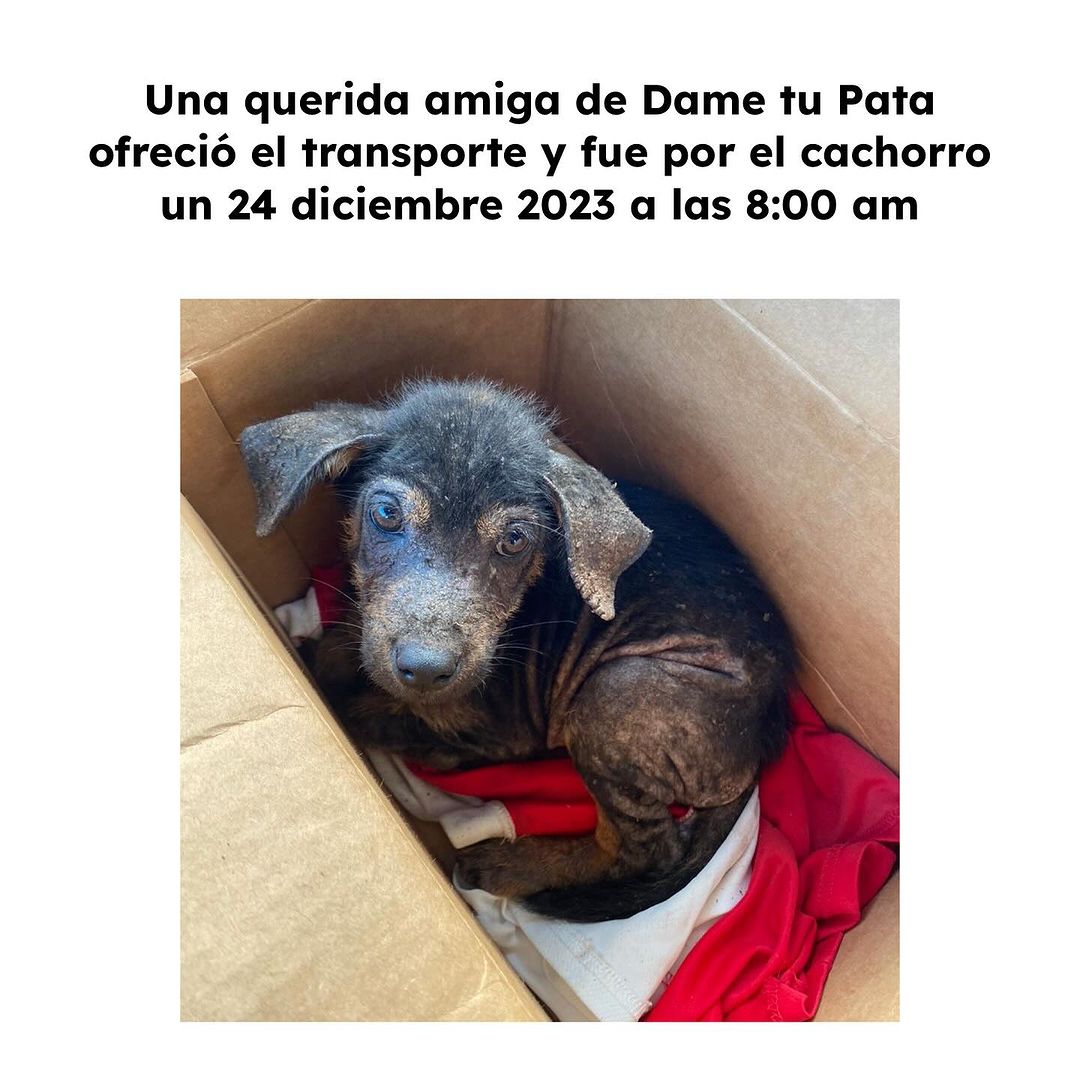 Una querida amiga de Dame tu Pata
ofreció el transporte y fue por el cachorro
un 24 diciembre 2023 a las 8:00 am